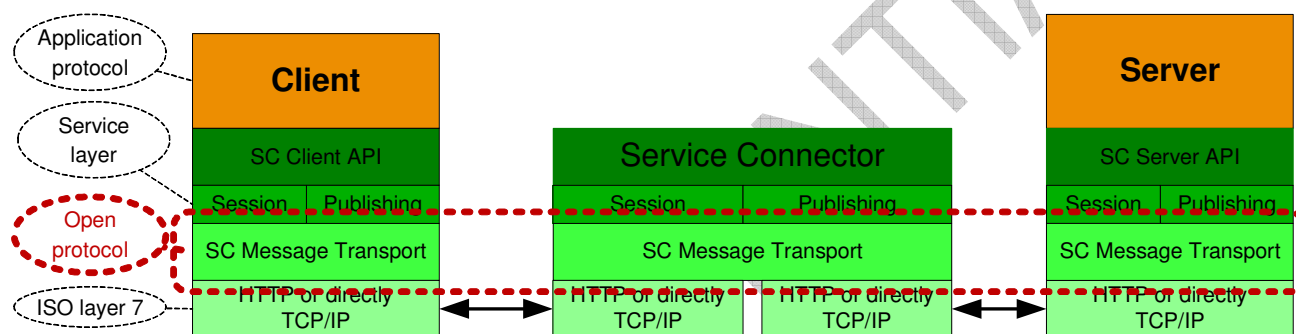 Application
protocol
Client
Server
Service
layer
SC Client API
Service Connector
SC Server API
Session
Publishing
Session
Publishing
Session
Publishing
Open
protocol
SC Message Transport
SC Message Transport
SC Message Transport
ISO layer 7
HTTP or directly
TCP/IP
HTTP or directly
TCP/IP
HTTP or directly
TCP/IP
HTTP or directly
TCP/IP